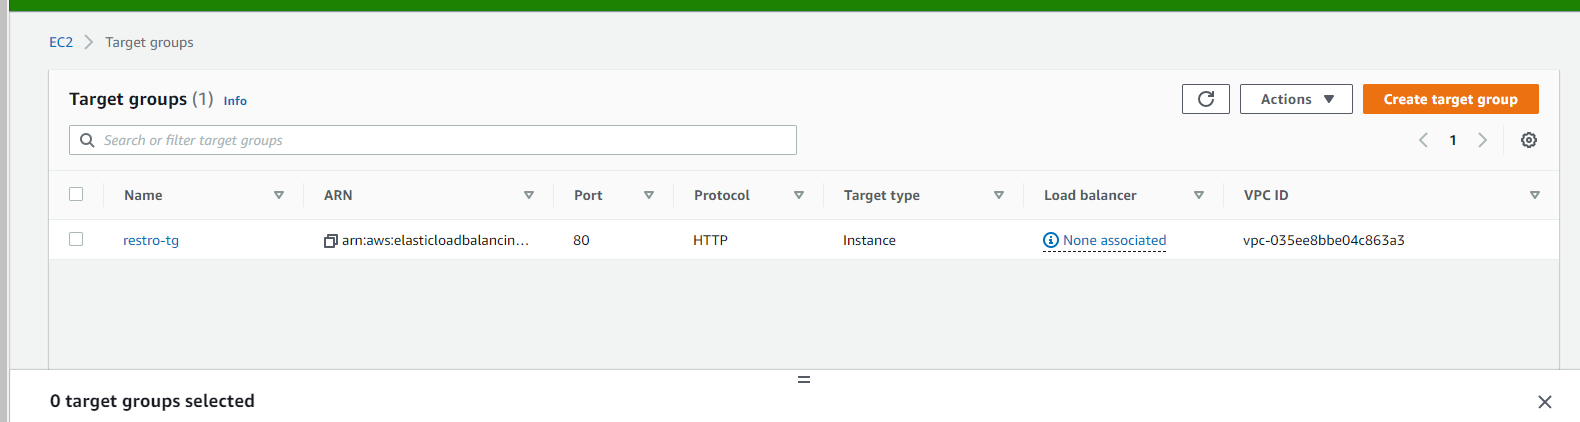 EC2 > Target groups
Target groups (1) Info
Actions
Create target group
Search or filter target groups
1
Name ARN Port Protocol Target type Load balancer VPC ID
restro-tg arn:aws:elasticloadbalancin... 80 HTTP Instance None associated vpc-035ee8bbe04c863a3
0 target groups selected